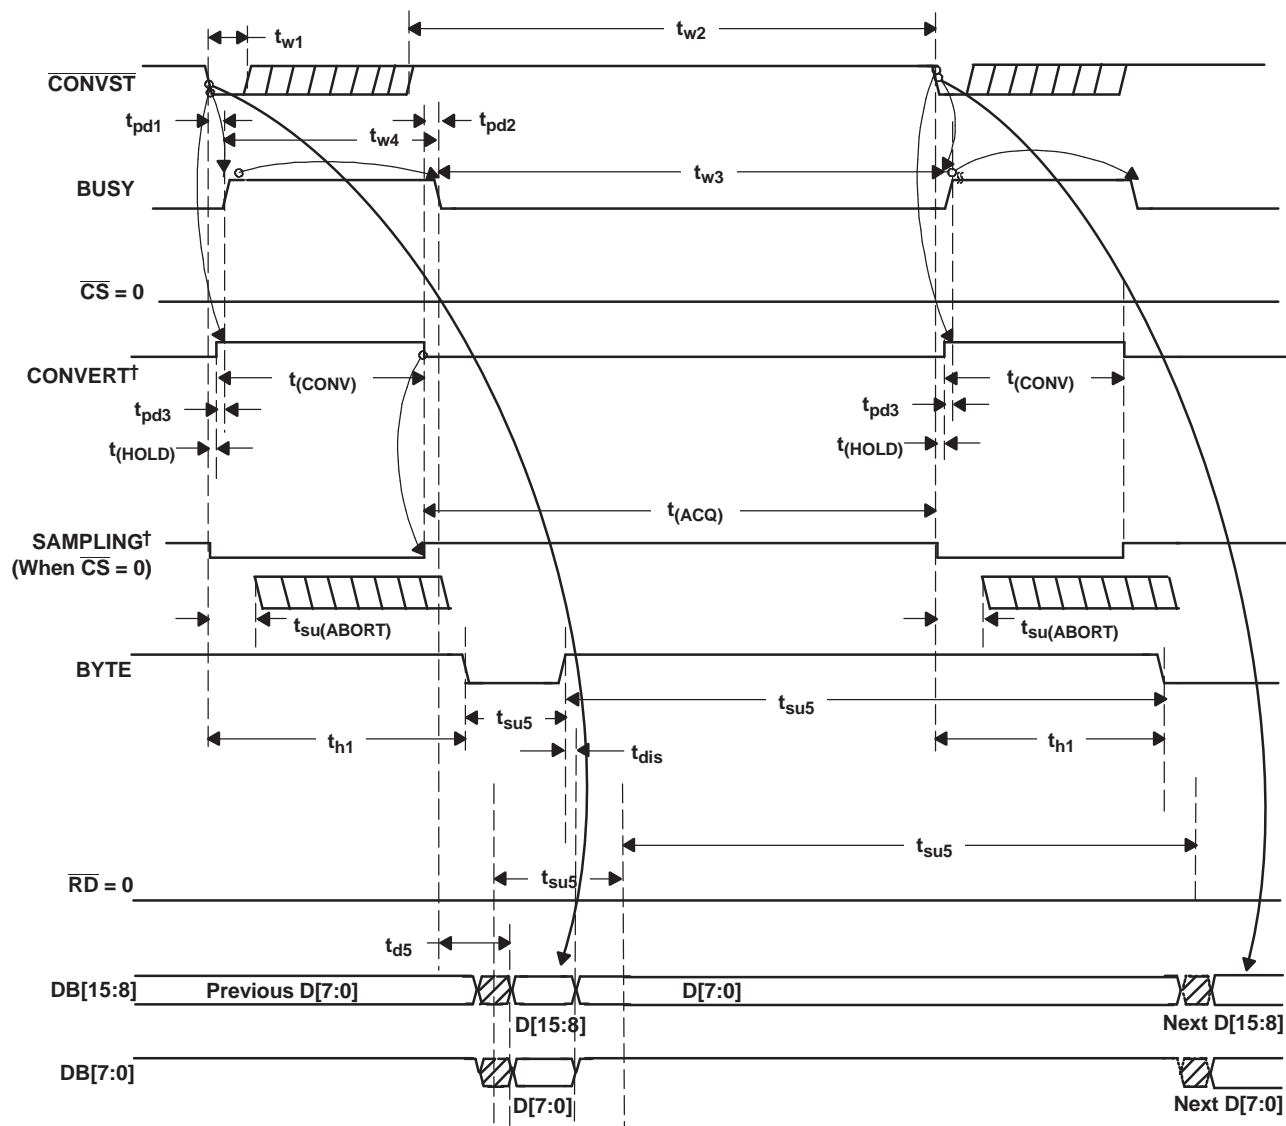 tw1
tw2
CONVST
tpd1
tw4
tpd2
BUSY
tw3
CS = 0
CONVERT†
t(CONV)
t(CONV)
tpd3
tpd3
t(HOLD)
t(HOLD)
t(ACQ)
SAMPLING†
(When CS = 0)
tsu(ABORT)
tsu(ABORT)
BYTE
tsu5
tsu5
th1
tdis
th1
tsu5
tsu5
RD = 0
td5
DB[15:8]
Previous D[7:0]
D[7:0]
D[15:8]
Next D[15:8]
DB[7:0]
D[7:0]
Next D[7:0]